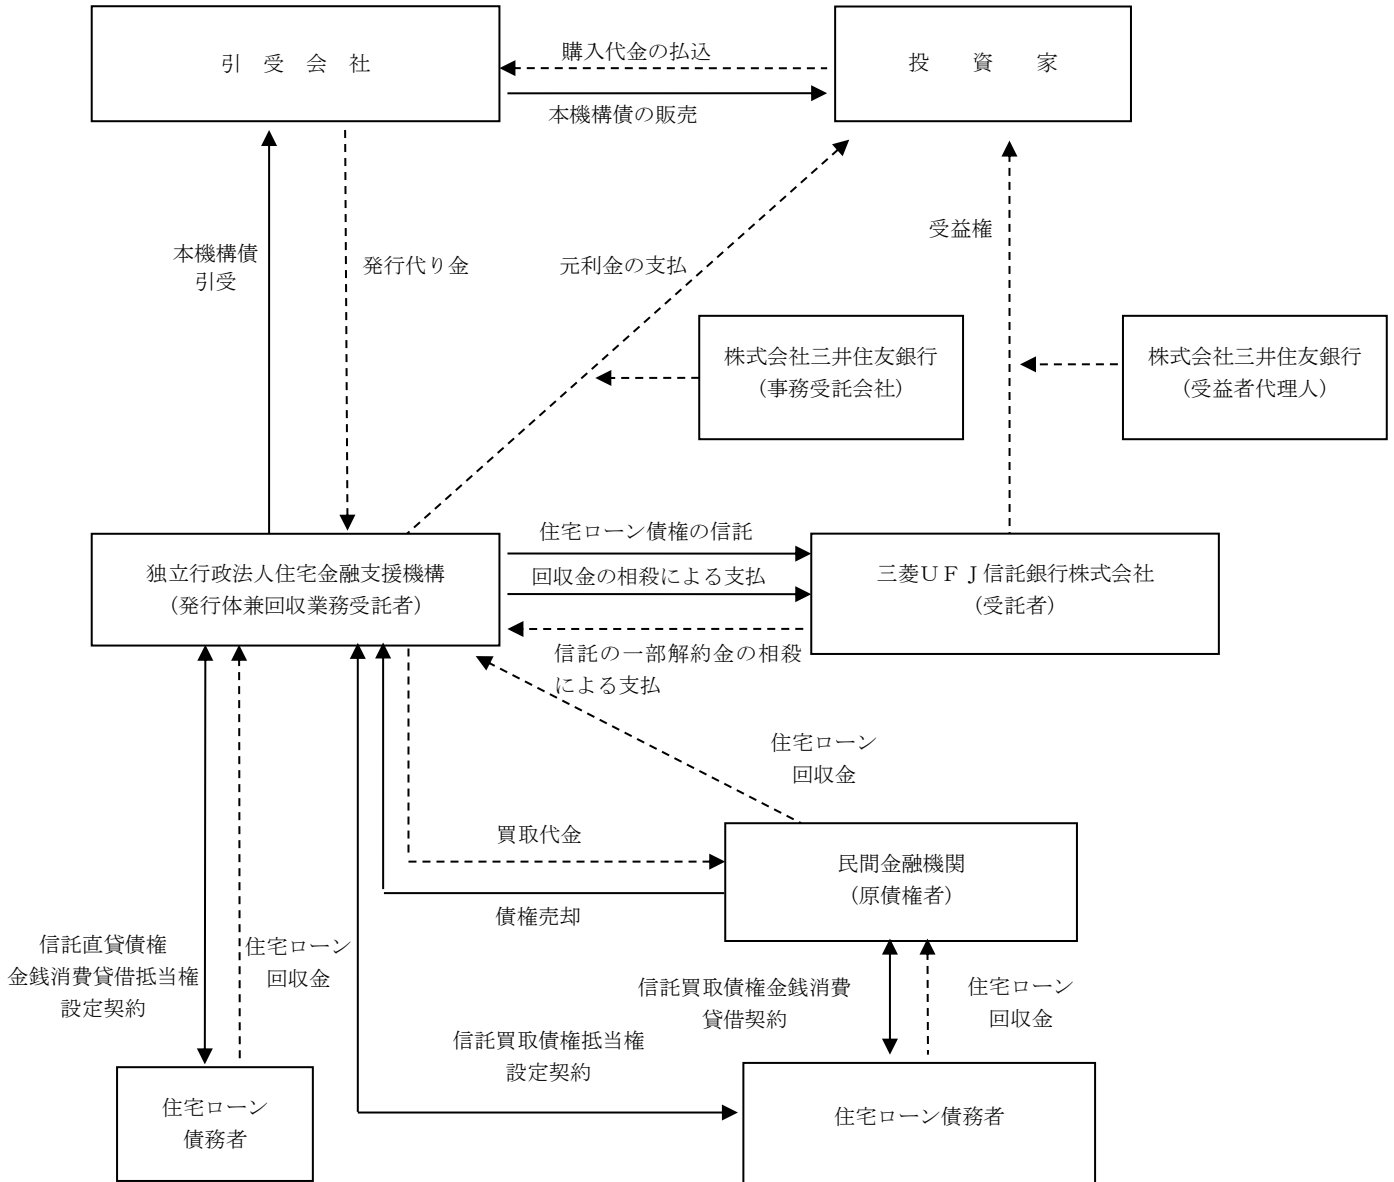 引　受　会　社
購入代金の払込
投　　資　　家
本機構債の販売
本機構債
引受
発行代り金
元利金の支払
受益権
株式会社三井住友銀行
（事務受託会社）
株式会社三井住友銀行
（受益者代理人）
独立行政法人住宅金融支援機構
（発行体兼回収業務受託者）
住宅ローン債権の信託
回収金の相殺による支払
三菱ＵＦＪ信託銀行株式会社
（受託者）
信託の一部解約金の相殺
による支払
住宅ローン
回収金
買取代金
民間金融機関
（原債権者）
債権売却
信託直貸債権
金銭消費貸借抵当権
設定契約
住宅ローン
回収金
信託買取債権金銭消費
貸借契約
住宅ローン
回収金
信託買取債権抵当権
設定契約
住宅ローン
債務者
住宅ローン債務者